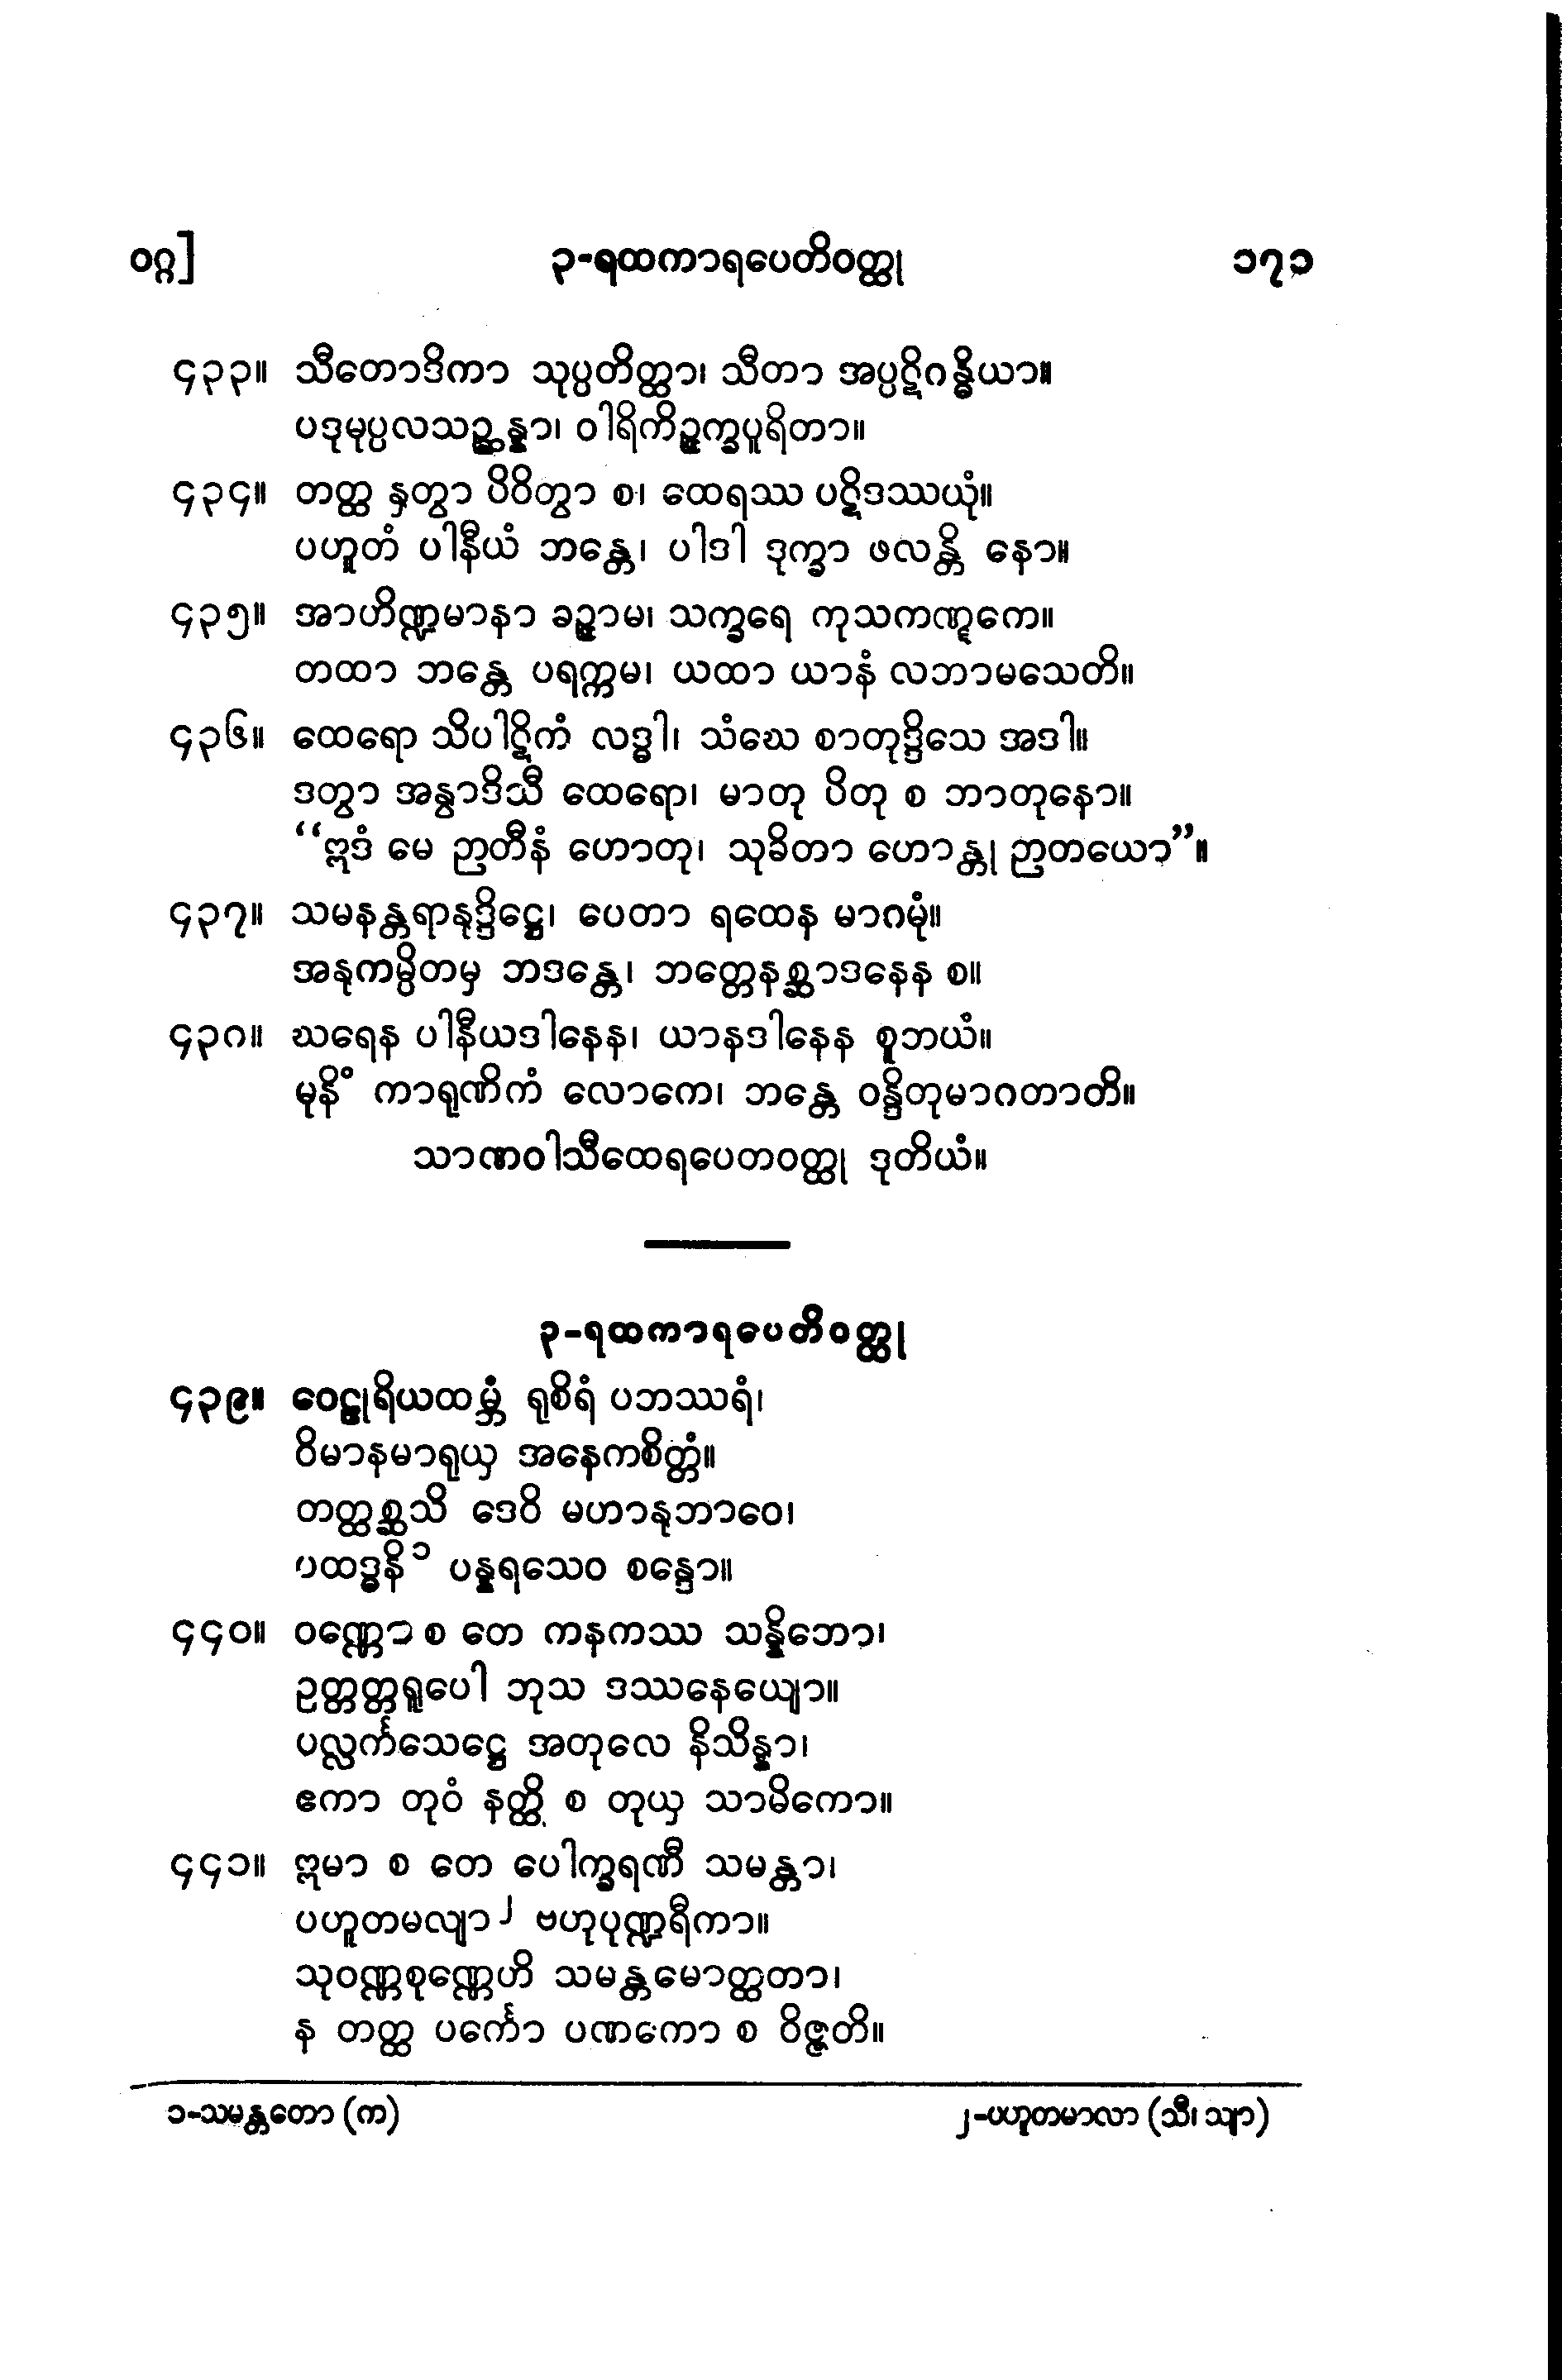 ဝဂ္ဂ] ၃-ရထကာရပေတိဝတ္ထု ၁၇၁
၄၃၃။ သီတောဒိကာ သုပ္ပတိတ္ထာ၊ သီတာ အပ္ပဋိဂန္ဓိယာ။
ပဒုမုပ္ပလသဉ္ဆန္နာ၊ ဝါရိကိဉ္ဇက္ခပူရိတာ။
၄၃၄။ တတ္ထ နှတွာ ပိဝိတွာ စ၊ ထေရဿ ပဋိဒဿယုံ။
ပဟူတံ ပါနီယံ ဘန္တေ၊ ပါဒါ ဒုက္ခာ ဖလန္တိ နော။
၄၃၅။ အာဟိဏ္ဍမာနာ ခဉ္ဇာမ၊ သက္ခရေ ကုသကဏ္ဋကေ။
တထာ ဘန္တေ ပရက္ကမ၊ ယထာ ယာနံ လဘာမသေတိ။
၄၃၆။ ထေရော သိပါဋိကံ လဒ္ဓါ၊ သံဃေ စာတုဒ္ဒိသေ အဒါ။
ဒတွာ အနွာဒိသီ ထေရော၊ မာတု ပိတု စ ဘာတုနော။
“ဣဒံ မေ ဉာတီနံ ဟောတု၊ သုခိတာ ဟောန္တု ဉာတယော”။
၄၃၇။ သမနန္တရာနုဒ္ဒိဋ္ဌေ၊ ပေတာ ရထေန မာဂမုံ။
အနုကမ္ပိတမှ ဘဒန္တေ၊ ဘတ္တေနစ္ဆာဒနေန စ။
၄၃၈။ ဃရေန ပါနီယဒါနေန၊ ယာနဒါနေန စူဘယံ။
မုနိံ ကာရုဏိကံ လောကေ၊ ဘန္တေ ဝန္ဒိတုမာဂတာတိ။
သာဏဝါသီထေရပေတဝတ္ထု ဒုတိယံ။
၃-ရထကာရပေတိဝတ္ထု
၄၃၉။ ဝေဠုရိယထမ္ဘံ ရုစိရံ ပဘဿရံ၊
ဝိမာနမာရုယှ အနေကစိတ္တံ။
တတ္ထစ္ဆသိ ဒေဝိ မဟာနုဘာဝေ၊
ပထဒ္ဓနိ၁ ပန္နရသေဝ စန္ဒော။
၄၄၀။ ဝဏ္ဏော စ တေ ကနကဿ သန္နိဘော၊
ဥတ္တတ္တရူပေါ ဘုသ ဒဿနေယျော။
ပလ္လင်္ကသေဋ္ဌေ အတုလေ နိသိန္နာ၊
ဧကာ တုဝံ နတ္ထိ စ တုယှ သာမိကော။
၄၄၁။ ဣမာ စ တေ ပေါက္ခရဏီ သမန္တာ၊
ပဟူတမလျာ၂ ဗဟုပုဏ္ဍရီကာ။
သုဝဏ္ဏစုဏ္ဏေဟိ သမန္တမောတ္ထတာ၊
န တတ္ထ ပင်္ကော ပဏကော စ ဝိဇ္ဇတိ။
၁-သမန္တတော (က) ၂-ပဟူတမာလာ (သီ၊ သျာ)